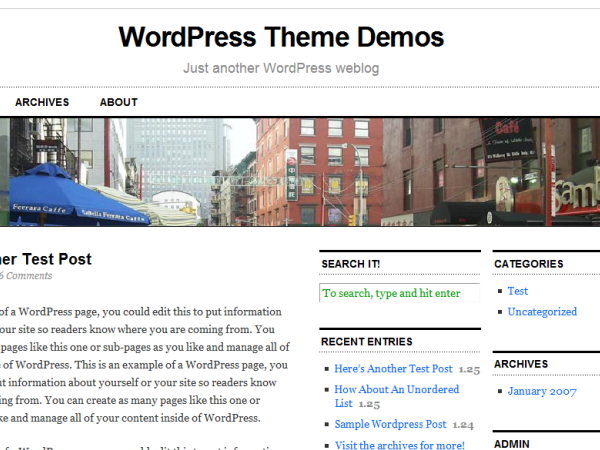 WordPress Theme Demos
Just another WordPress weblog
ARCHIVES ABOUT
Ferrara Caffe
LaBella Ferrara Caffe
Café
her Test Post
6 Comments
of a WordPress page, you could edit this to put information
our site so readers know where you are coming from. You
pages like this one or sub-pages as you like and manage all of
e of WordPress. This is an example of a WordPress page, you
ut information about yourself or your site so readers know
ing from. You can create as many pages like this one or
ke and manage all of your content inside of WordPress.
SEARCH IT!
To search, type and hit enter
RECENT ENTRIES
Here's Another Test Post 1.25
How About An Unordered
List 1.25
Sample Wordpress Post 1.24
Visit the archives for more!
CATEGORIES
Test
Uncategorized
ARCHIVES
January 2007
ADMIN